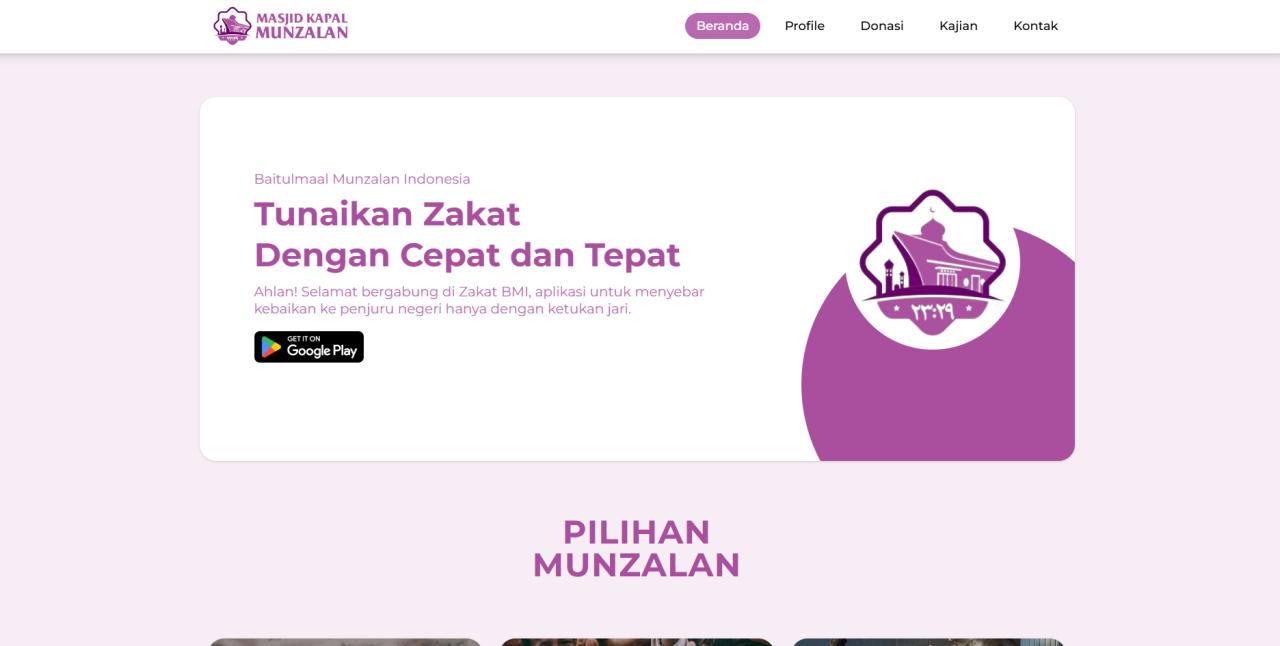 MASJID KAPAL
MUNZALAN
Beranda
Profile
Donasi
Kajian
Kontak
Baitulmaal Munzalan Indonesia
Tunaikan Zakat
Dengan Cepat dan Tepat
Ahlan! Selamat bergabung di Zakat BMI, aplikasi untuk menyebar
kebaikan ke penjuru negeri hanya dengan ketukan jari.
GET IT ON
Google Play
٢٣:٢٩
PILIHAN
MUNZALAN